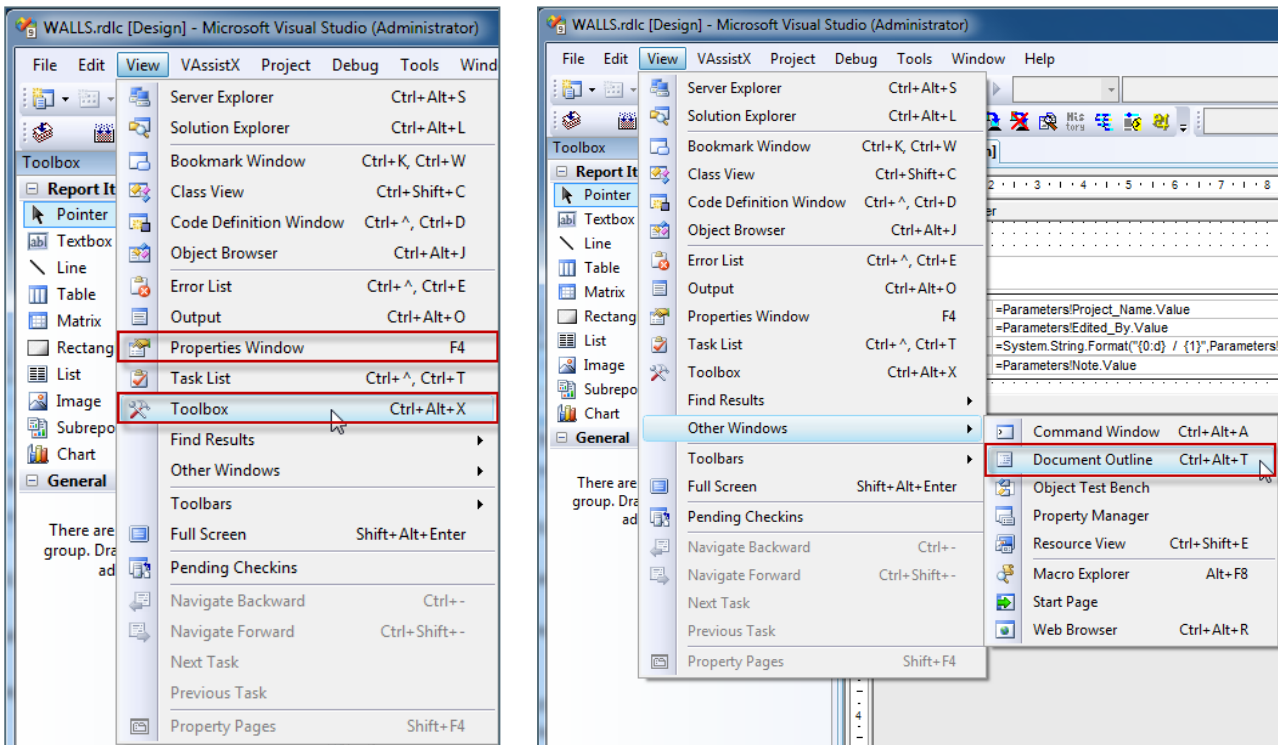 WALLS.rdlc [Design] - Microsoft Visual Studio (Administrator)
File Edit View VAssistX Project Debug Tools Wind
Toolbox
Report It
Pointer
Textbox
Line
Table
Matrix
Rectang
List
Image
Subrepo
Chart
General
There are
group. Dra
ad
Server Explorer Ctrl+Alt+S
Solution Explorer Ctrl+Alt+L
Bookmark Window Ctrl+K, Ctrl+W
Class View Ctrl+Shift+C
Code Definition Window Ctrl+^, Ctrl+D
Object Browser Ctrl+Alt+J
Error List Ctrl+^, Ctrl+E
Output Ctrl+Alt+O
Properties Window F4
Task List Ctrl+^, Ctrl+T
Toolbox Ctrl+Alt+X
Find Results
Other Windows
Toolbars
Full Screen Shift+Alt+Enter
Pending Checkins
Navigate Backward Ctrl+-
Navigate Forward Ctrl+Shift+-
Next Task
Previous Task
Property Pages Shift+F4
WALLS.rdlc [Design] - Microsoft Visual Studio (Administrator)
File Edit View VAssistX Project Debug Tools Window Help
Toolbox
Report It
Pointer
Textbox
Line
Table
Matrix
Rectang
List
Image
Subrepo
Chart
General
There are
group. Dra
ad
Server Explorer Ctrl+Alt+S
Solution Explorer Ctrl+Alt+L
Bookmark Window Ctrl+K, Ctrl+W
Class View Ctrl+Shift+C
Code Definition Window Ctrl+^, Ctrl+D
Object Browser Ctrl+Alt+J
Error List Ctrl+^, Ctrl+E
Output Ctrl+Alt+O
Properties Window F4
Task List Ctrl+^, Ctrl+T
Toolbox Ctrl+Alt+X
Find Results
Other Windows
Toolbars
Full Screen Shift+Alt+Enter
Pending Checkins
Navigate Backward Ctrl+-
Navigate Forward Ctrl+Shift+-
Next Task
Previous Task
Property Pages Shift+F4
His
tory
2 3 4 5 6 7 8
er
=Parameters!Project_Name.Value
=Parameters!Edited_By.Value
=System.String.Format("{0:d} / {1}",Parameters!
=Parameters!Note.Value
Command Window Ctrl+Alt+A
Document Outline Ctrl+Alt+T
Object Test Bench
Property Manager
Resource View Ctrl+Shift+E
Macro Explorer Alt+F8
Start Page
Web Browser Ctrl+Alt+R
4